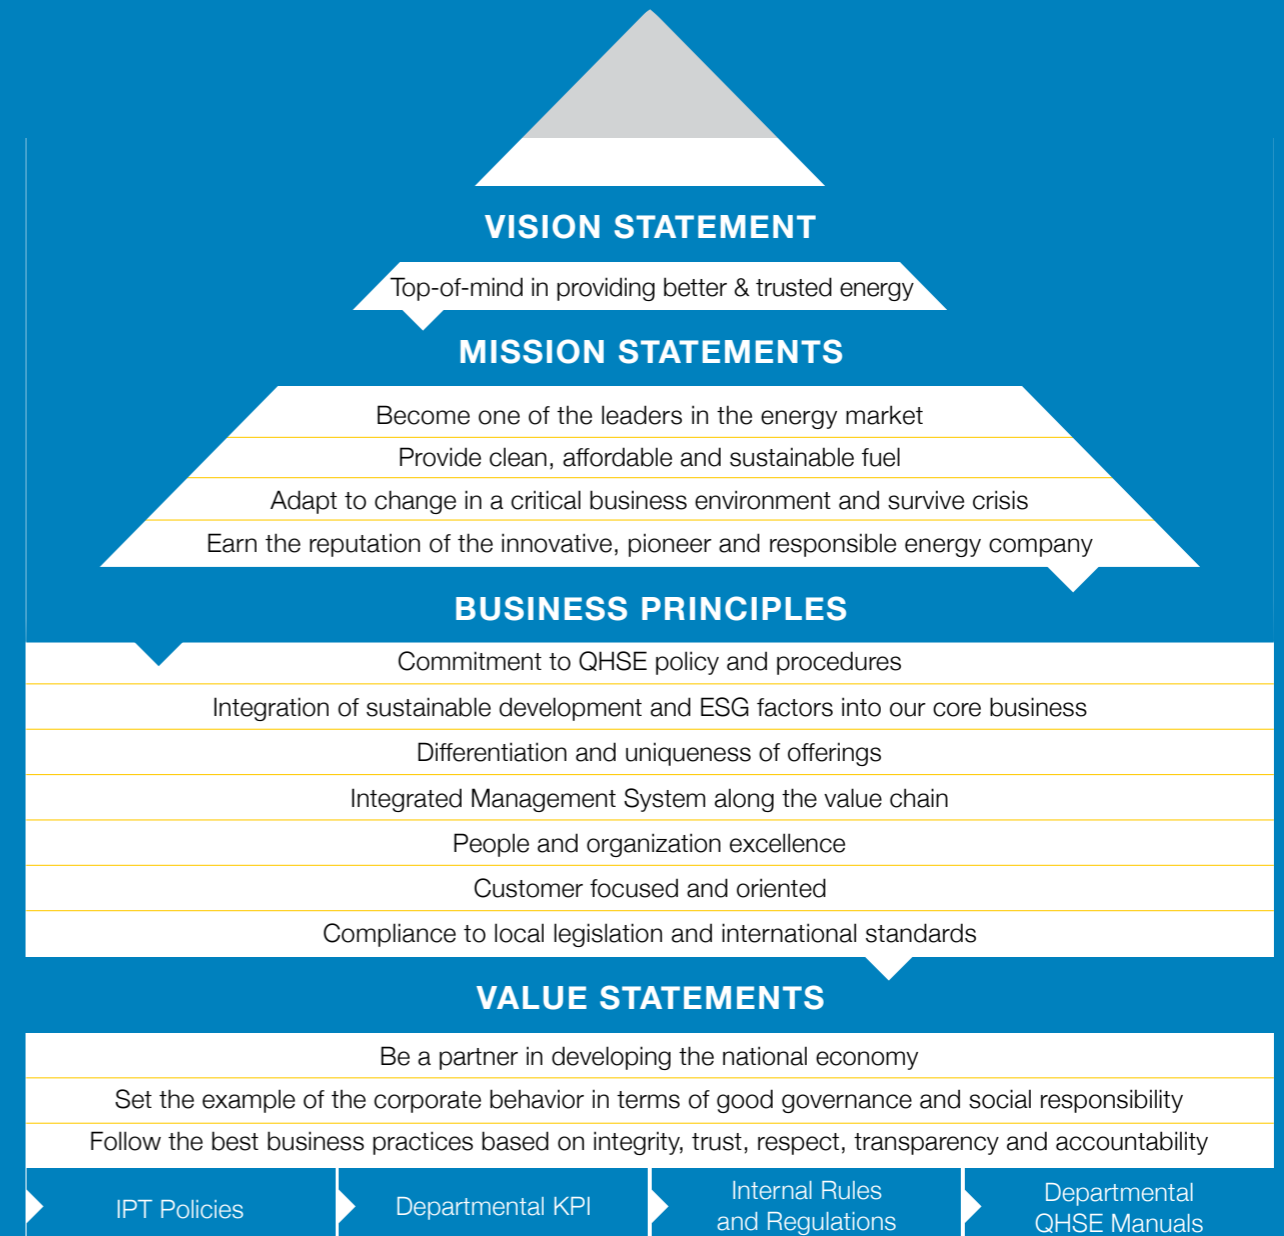 VISION STATEMENT
Top-of-mind in providing better & trusted energy
MISSION STATEMENTS
Become one of the leaders in the energy market
Provide clean, affordable and sustainable fuel
Adapt to change in a critical business environment and survive crisis
Earn the reputation of the innovative, pioneer and responsible energy company
BUSINESS PRINCIPLES
Commitment to QHSE policy and procedures
Integration of sustainable development and ESG factors into our core business
Differentiation and uniqueness of offerings
Integrated Management System along the value chain
People and organization excellence
Customer focused and oriented
Compliance to local legislation and international standards
VALUE STATEMENTS
Be a partner in developing the national economy
Set the example of the corporate behavior in terms of good governance and social responsibility
Follow the best business practices based on integrity, trust, respect, transparency and accountability
IPT Policies
Departmental KPI
Internal Rules
and Regulations
Departmental
QHSE Manuals